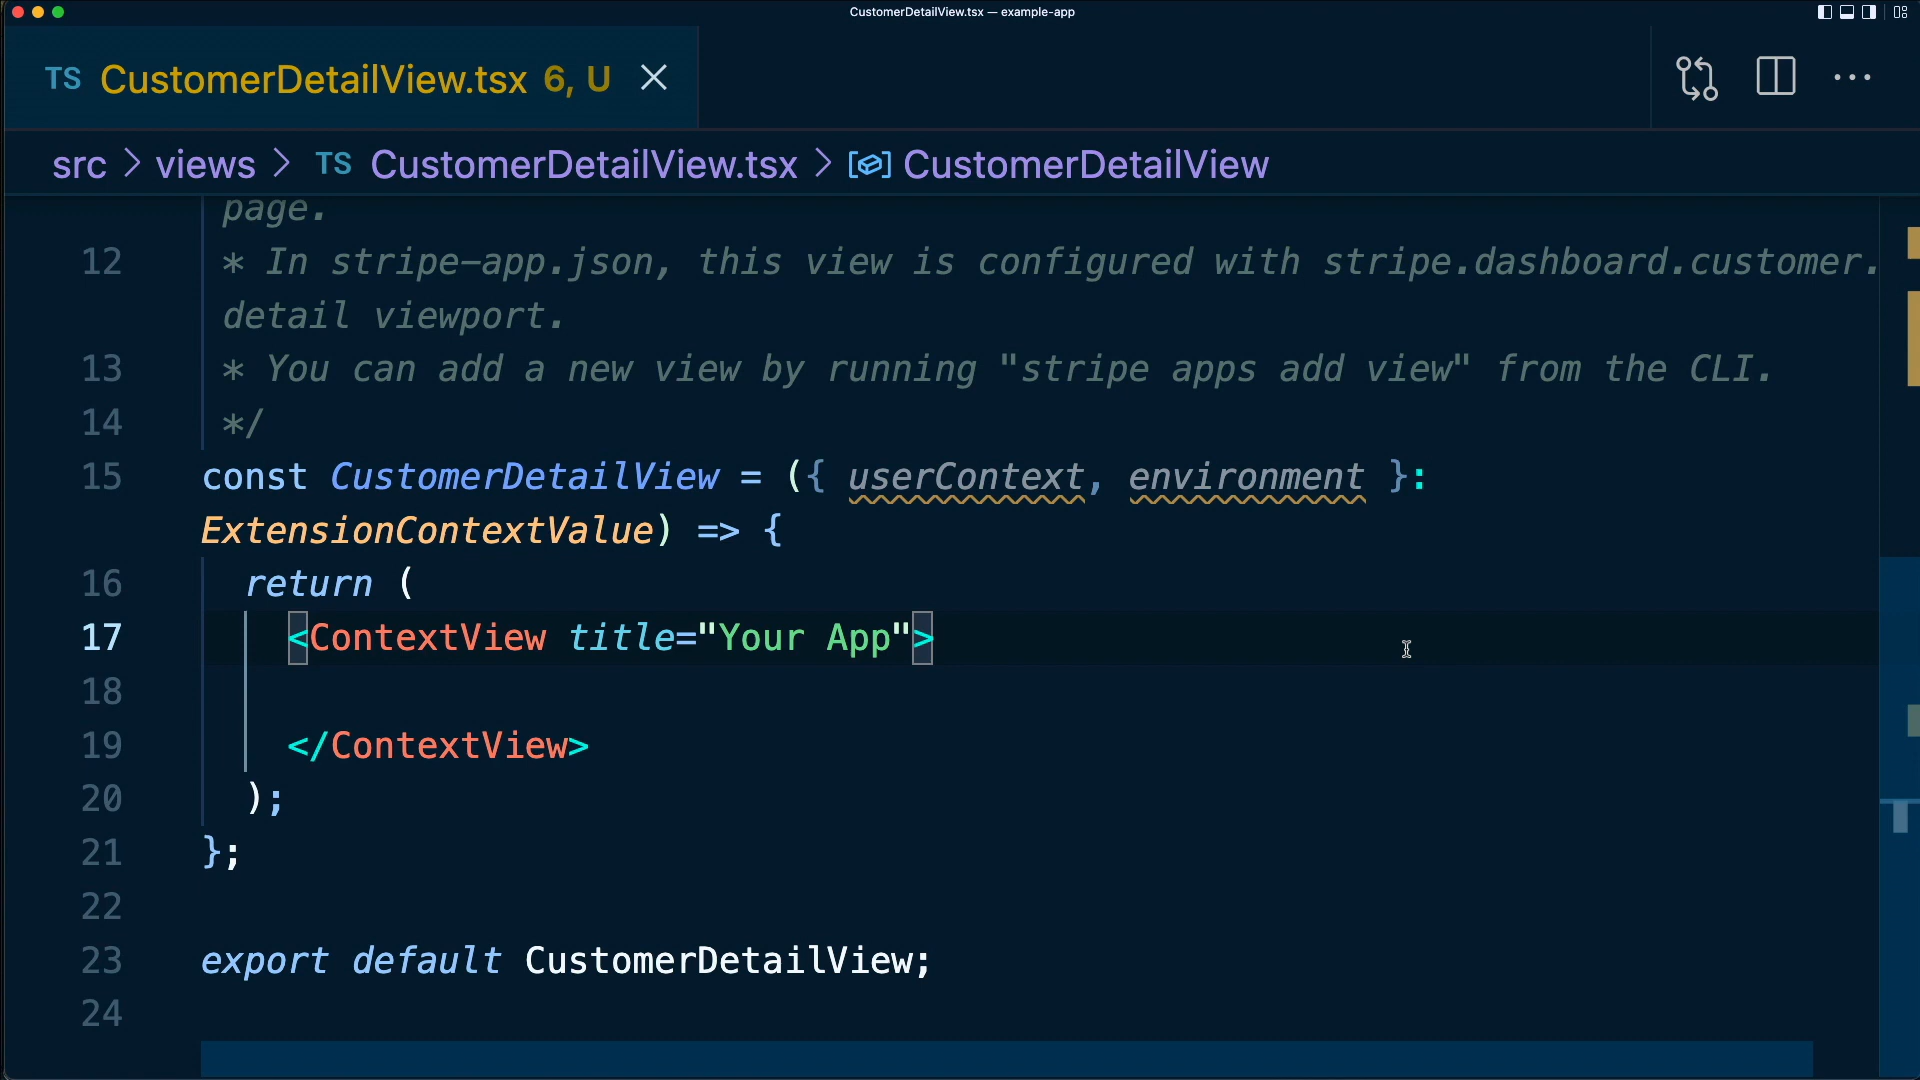 CustomerDetailView.tsx — example-app
TS CustomerDetailView.tsx 6, U
src > views > TS CustomerDetailView.tsx > CustomerDetailView
page.
12 * In stripe-app.json, this view is configured with stripe.dashboard.customer.
detail viewport.
13 * You can add a new view by running "stripe apps add view" from the CLI.
14 */
15 const CustomerDetailView = ({ userContext, environment }:
ExtensionContextValue) => {
16 return (
17 <ContextView title="Your App">
18
19 </ContextView>
20 );
21 };
22
23 export default CustomerDetailView;
24